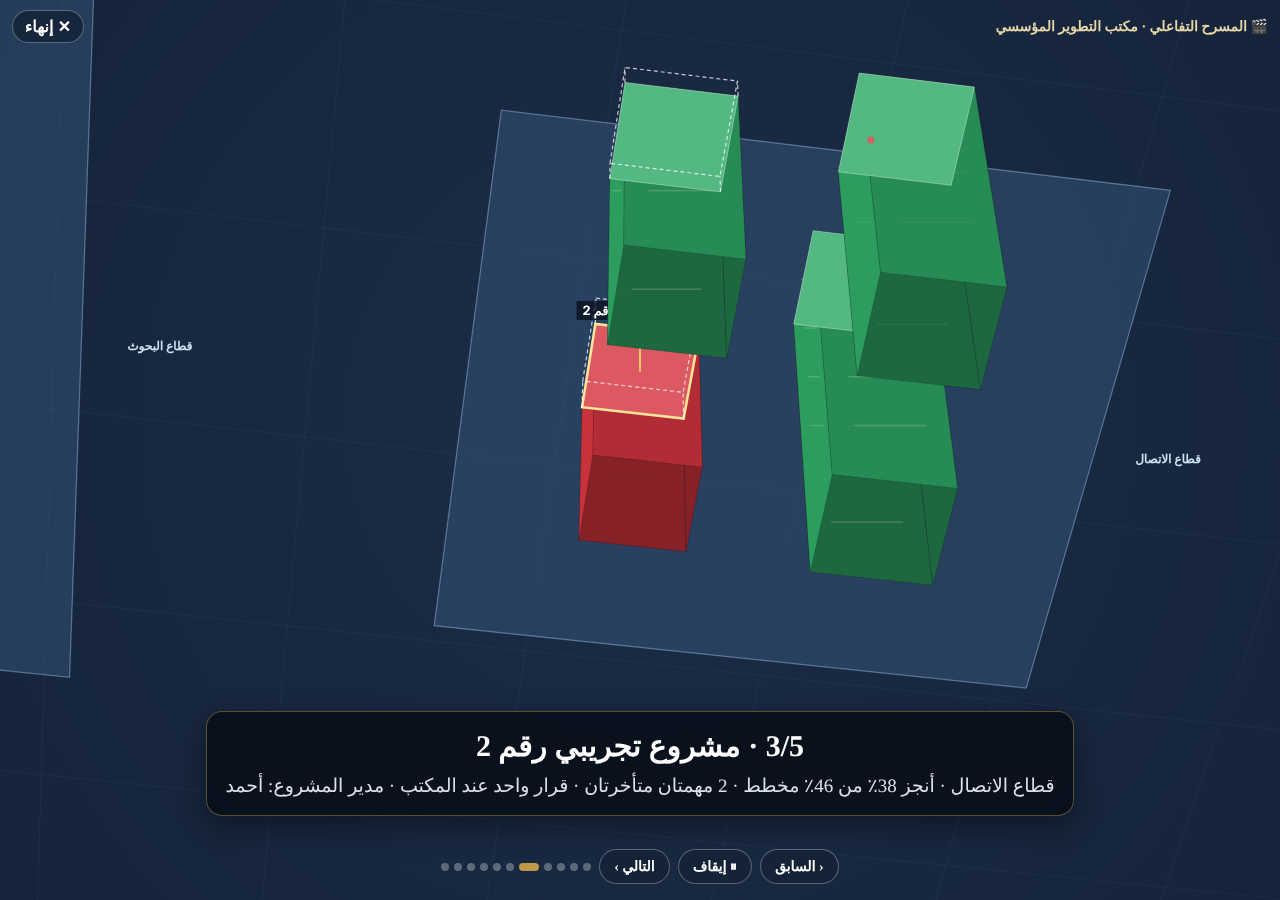 🎬 المسرح التفاعلي · مكتب التطوير المؤسسي
✕ إنهاء
رقم 2
قطاع البحوث
قطاع الاتصال
3/5 · مشروع تجريبي رقم 2
قطاع الاتصال · أنجز 38٪ من 46٪ مخطط · 2 مهمتان متأخرتان · قرار واحد عند المكتب · مدير المشروع: أحمد
‹ السابق
⏸ إيقاف
التالي ›